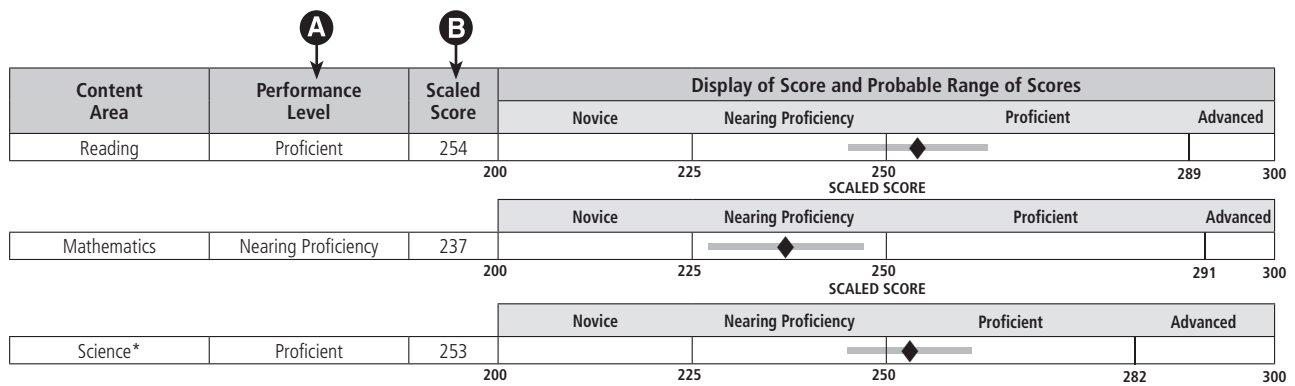 A B
Content Area Performance Level Scaled Score Display of Score and Probable Range of Scores
Novice Nearing Proficiency Proficient Advanced
Reading Proficient 254
200 225 250 289 300
SCALED SCORE
Novice Nearing Proficiency Proficient Advanced
Mathematics Nearing Proficiency 237
200 225 250 291 300
SCALED SCORE
Novice Nearing Proficiency Proficient Advanced
Science* Proficient 253
200 225 250 282 300